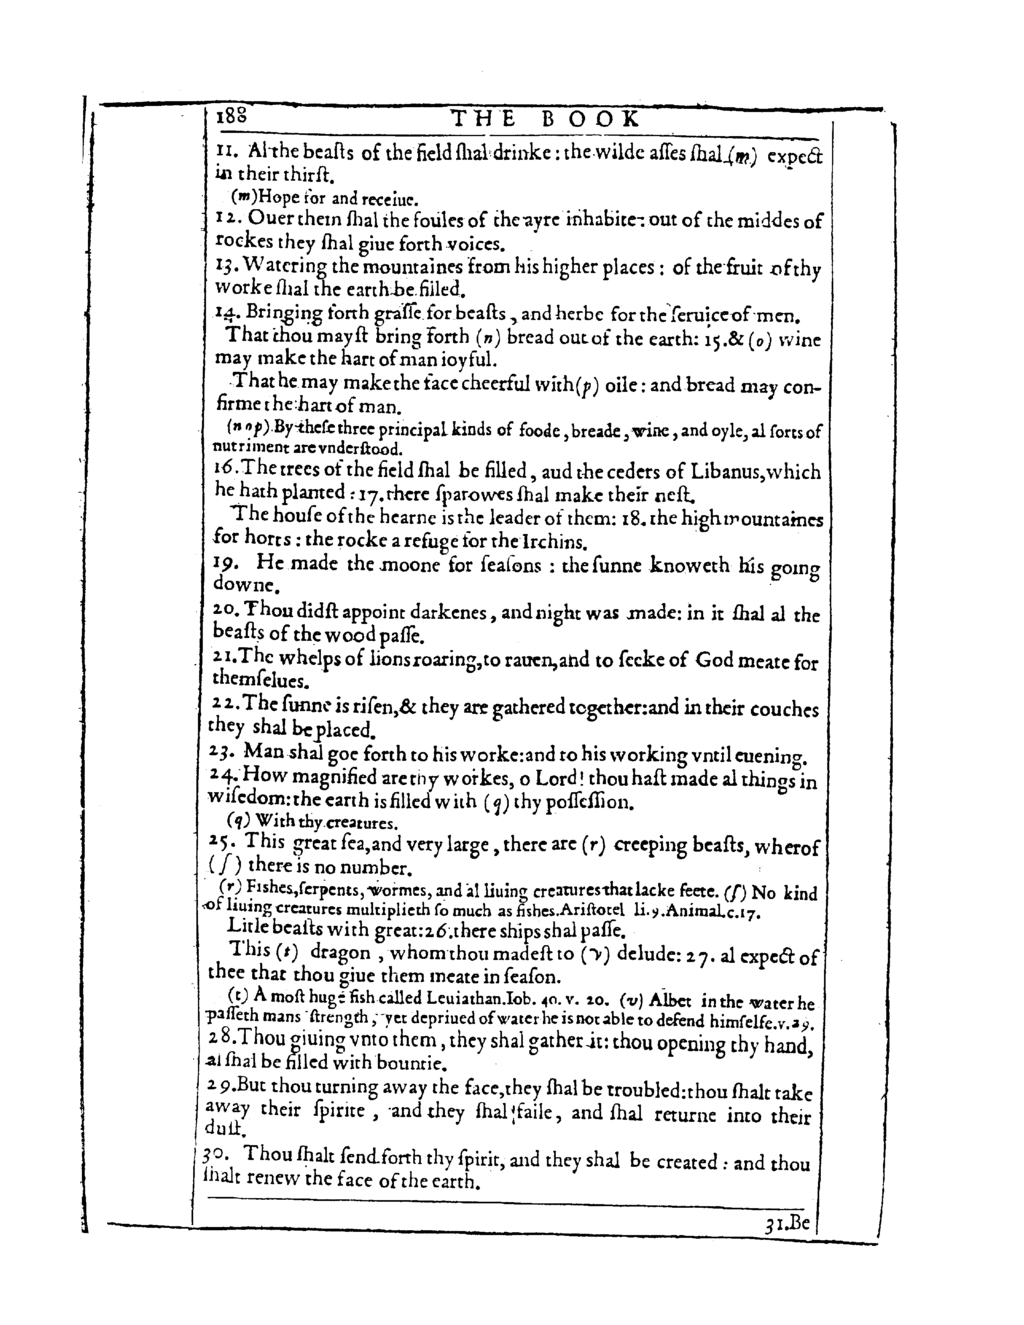 188 THE BOOK
11. Al the beaſts of the field ſhal drinke : the wilde aſſes ſhal (m) expect
in their thirſt.
(m) Hope for and receiue.
12. Ouer them ſhal the foules of the ayre inhabite: out of the middes of
rockes they ſhal giue forth voices.
13. Watering the mountaines from his higher places : of the fruit of thy
worke ſhal the earth be filled.
14. Bringing forth graſſe for beaſts, and herbe for the ſeruice of men.
That thou mayſt bring forth (n) bread out of the earth: 15.& (o) wine
may make the hart of man ioyful.
That he may make the face cheerful with (p) oile : and bread may con-
firme the hart of man.
(n o p) By theſe three principal kinds of foode, breade, wine, and oyle, al ſorts of
nutriment are vnderſtood.
16. The trees of the field ſhal be filled, aud the ceders of Libanus, which
he hath planted : 17. there ſparowes ſhal make their neſt.
The houſe of the hearne is the leader of them: 18. the high mountaines
for horts : the rocke a refuge for the Irchins.
19. He made the moone for ſeaſons : the ſunne knoweth his going
downe.
20. Thou didſt appoint darkenes, and night was made: in it ſhal al the
beaſts of the wood paſſe.
21. The whelps of lions roaring, to rauen, and to ſeeke of God meate for
themſelues.
22. The ſunne is riſen, & they are gathered together: and in their couches
they shal be placed.
23. Man shal goe forth to his worke: and to his working vntil euening.
24. How magnified are thy workes, o Lord! thou haſt made al things in
wiſedom: the earth is filled with (q) thy poſſeſſion.
(q) With thy creatures.
25. This great ſea, and very large, there are (r) creeping beaſts, wherof
(ſ) there is no number.
(r) Fishes, ſerpents, wormes, and al liuing creatures that lacke feete. (ſ) No kind
of liuing creatures multiplieth ſo much as fishes. Ariſtotel li. 9. Animal. c. 17.
Litle beaſts with great: 26. there ships shal paſſe.
This (t) dragon, whom thou madeſt to (v) delude: 27. al expect of
thee that thou giue them meate in ſeaſon.
(t) A moſt huge fish called Leuiathan. Iob. 40. v. 20. (v) Albet in the water he
paſſeth mans ſtrength, yet depriued of water he is not able to defend himſelfe. v. 29.
28. Thou giuing vnto them, they shal gather it: thou opening thy hand,
al ſhal be filled with bountie.
29. But thou turning away the face, they ſhal be troubled: thou ſhalt take
away their ſpirite, and they ſhal faile, and ſhal returne into their
duſt.
30. Thou ſhalt ſend forth thy ſpirit, and they shal be created : and thou
ſhalt renew the face of the earth.
31. Be